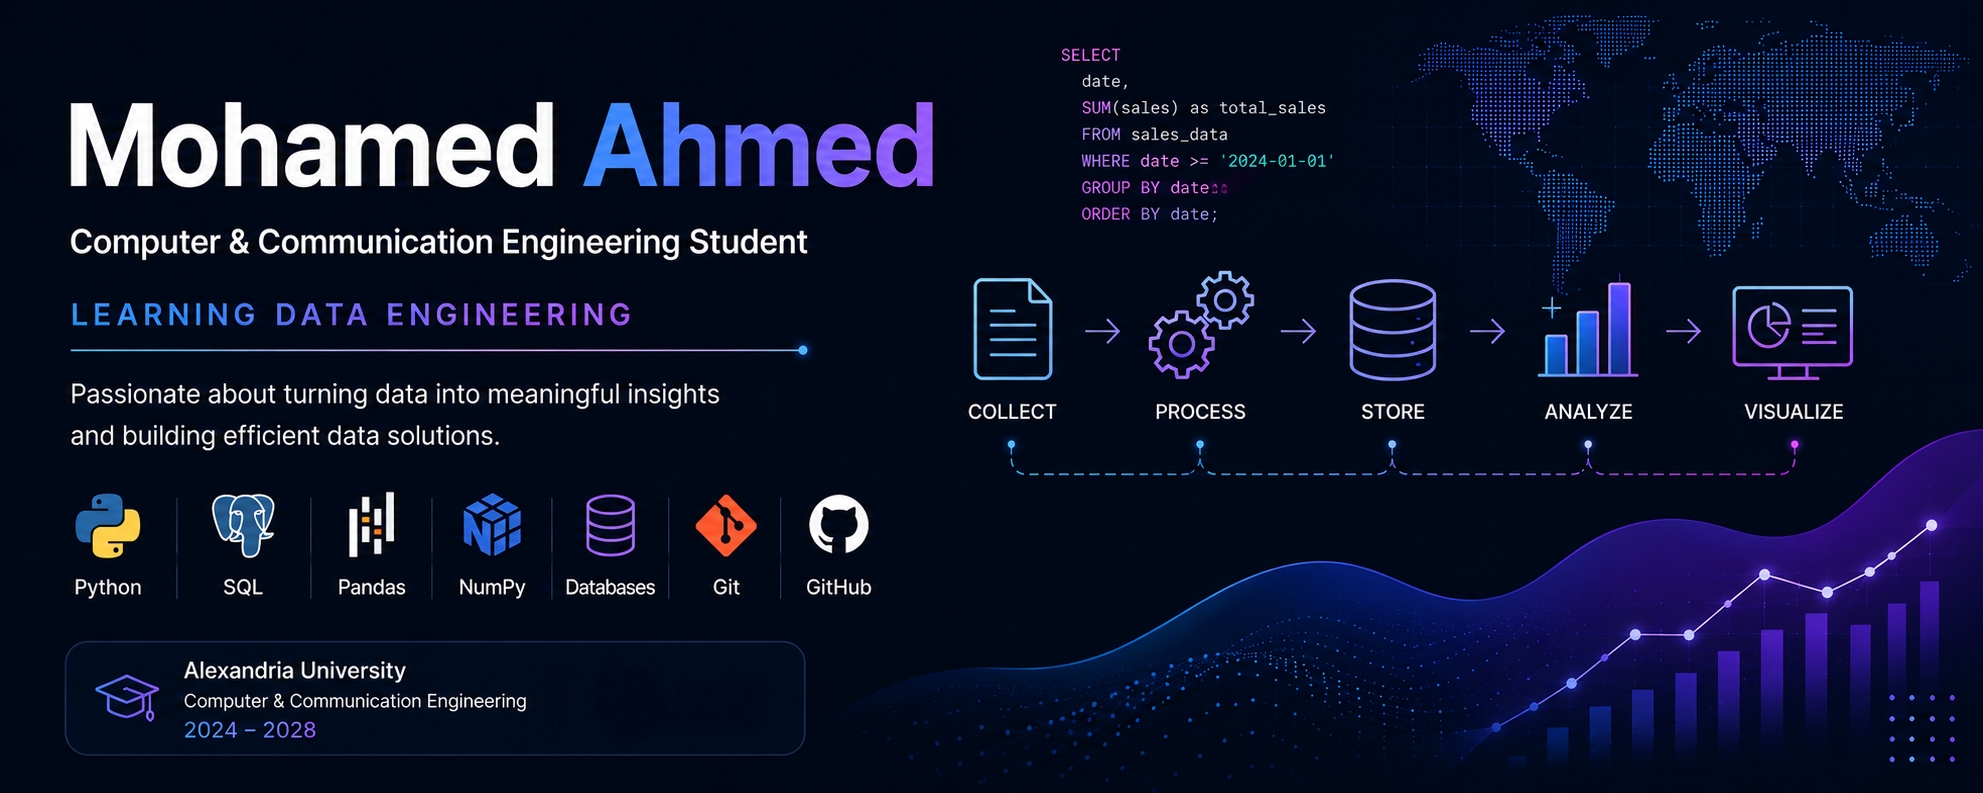 Mohamed Ahmed
Computer & Communication Engineering Student
LEARNING DATA ENGINEERING
Passionate about turning data into meaningful insights
and building efficient data solutions.
Python
SQL
Pandas
NumPy
Databases
Git
GitHub
Alexandria University
Computer & Communication Engineering
2024 – 2028
SELECT
date,
SUM(sales) as total_sales
FROM sales_data
WHERE date >= '2024-01-01'
GROUP BY date
ORDER BY date;
COLLECT
PROCESS
STORE
ANALYZE
VISUALIZE